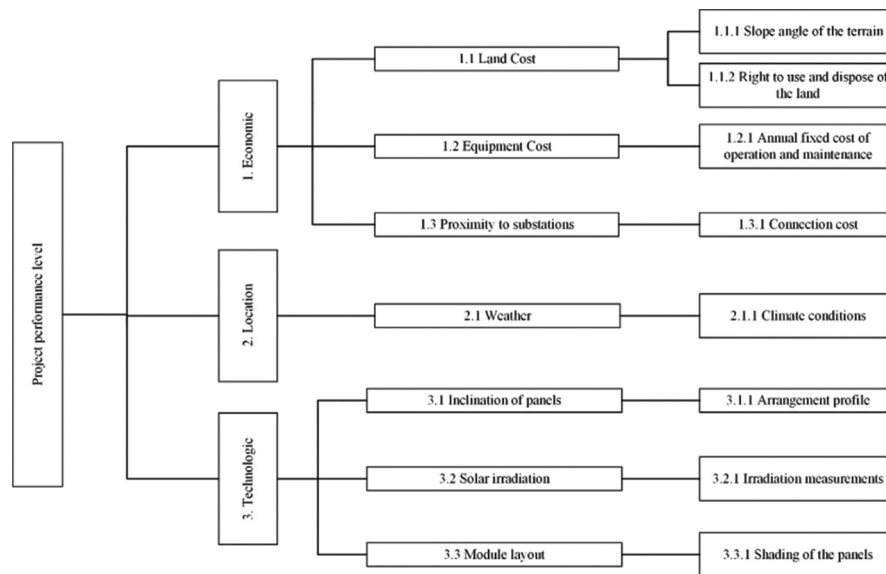 Project performance level
1. Economic
1.1 Land Cost
1.1.1 Slope angle of the terrain
1.1.2 Right to use and dispose of
the land
1.2 Equipment Cost
1.2.1 Annual fixed cost of
operation and maintenance
1.3 Proximity to substations
1.3.1 Connection cost
2. Location
2.1 Weather
2.1.1 Climate conditions
3. Technologic
3.1 Inclination of panels
3.1.1 Arrangement profile
3.2 Solar irradiation
3.2.1 Irradiation measurements
3.3 Module layout
3.3.1 Shading of the panels